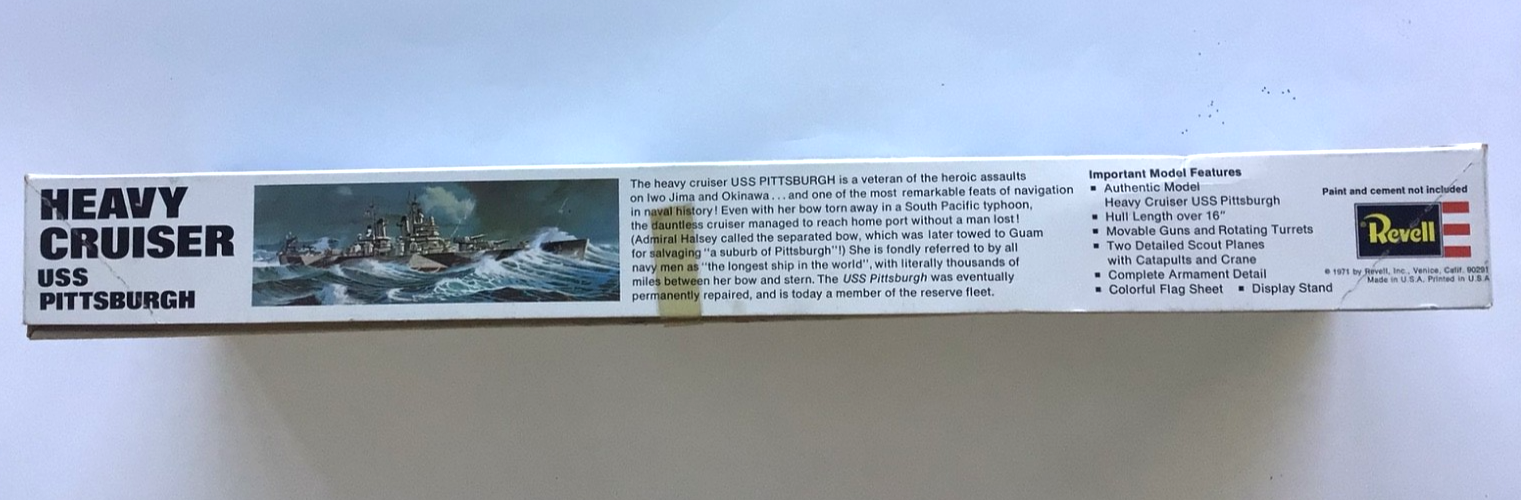 HEAVY
CRUISER
USS
PITTSBURGH
The heavy cruiser USS PITTSBURGH is a veteran of the heroic assaults
on Iwo Jima and Okinawa...and one of the most remarkable feats of navigation
in naval history! Even with her bow torn away in a South Pacific typhoon,
the dauntless cruiser managed to reach home port without a man lost!
(Admiral Halsey called the separated bow, which was later towed to Guam
for salvaging "a suburb of Pittsburgh"!) She is fondly referred to by all
navy men as "the longest ship in the world", with literally thousands of
miles between her bow and stern. The USS Pittsburgh was eventually
permanently repaired, and is today a member of the reserve fleet.
Important Model Features
▪ Authentic Model
Heavy Cruiser USS Pittsburgh
▪ Hull Length over 16"
▪ Movable Guns and Rotating Turrets
▪ Two Detailed Scout Planes
with Catapults and Crane
▪ Complete Armament Detail
▪ Colorful Flag Sheet ▪ Display Stand
Paint and cement not included
Revell
© 1971 by Revell, Inc., Venice, Calif. 90291
Made in U.S.A. Printed in U.S.A